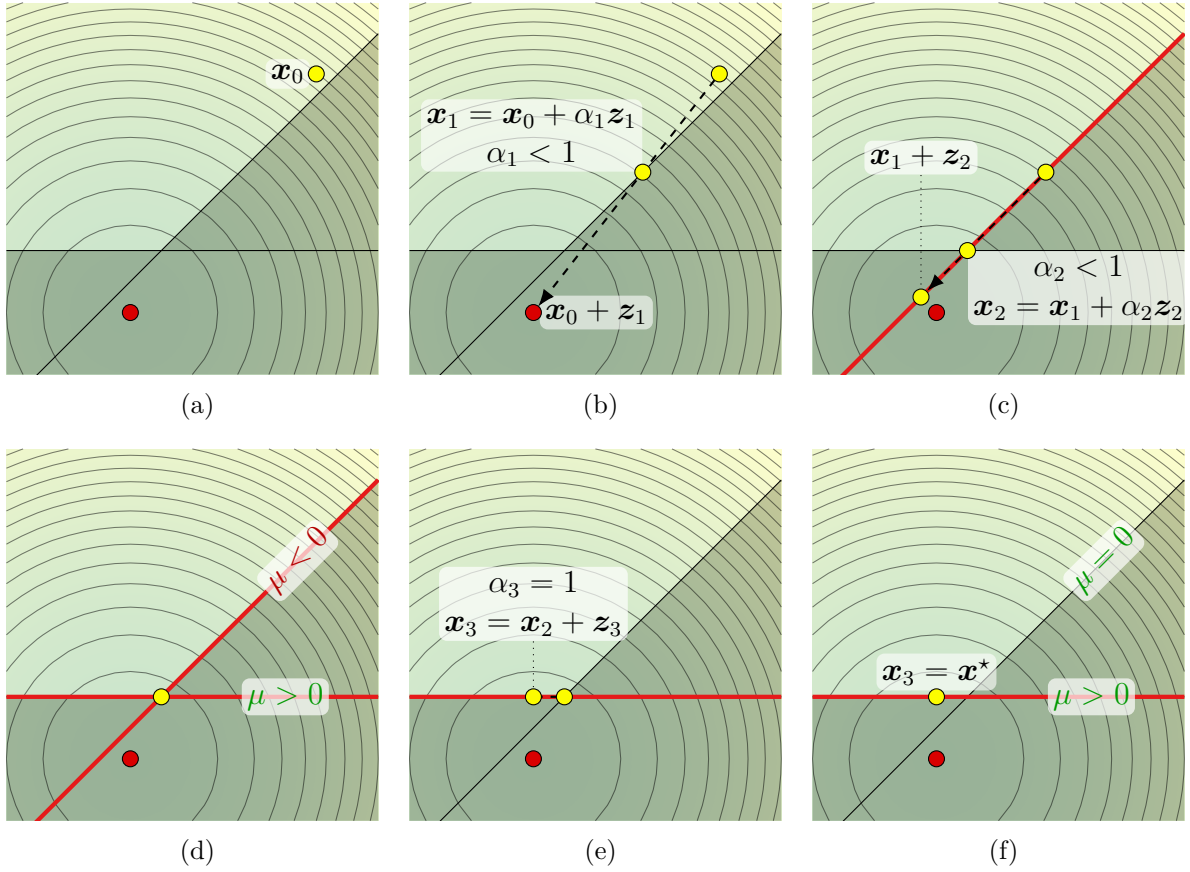 x₀
(a)
x₁ = x₀ + α₁z₁
α₁ < 1
x₀ + z₁
(b)
x₁ + z₂
α₂ < 1
x₂ = x₁ + α₂z₂
(c)
μ < 0
μ > 0
(d)
α₃ = 1
x₃ = x₂ + z₃
(e)
μ = 0
x₃ = x⋆
μ > 0
(f)